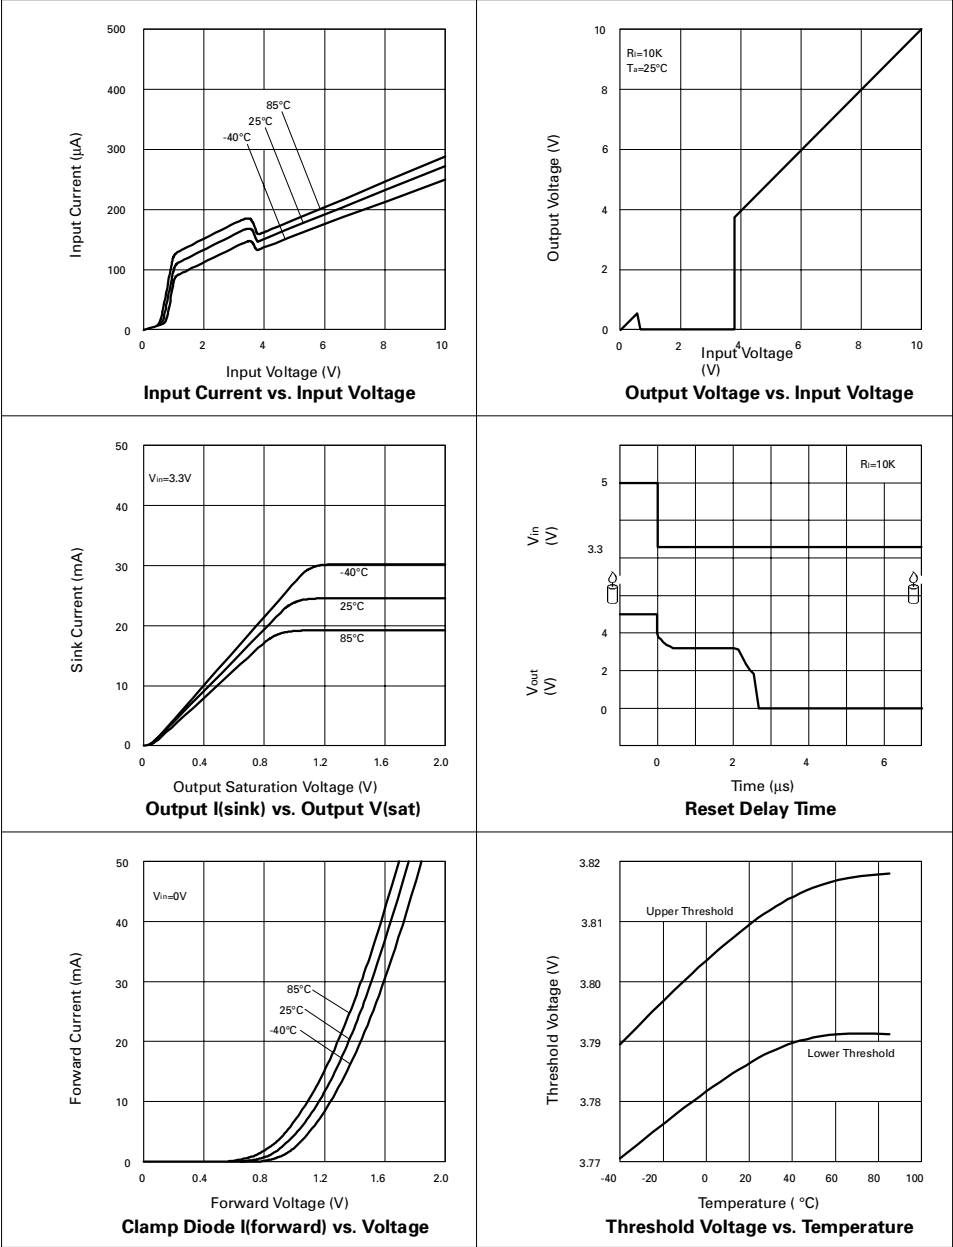 500
400
300
200
100
0
85°C
25°C
-40°C
Input Current (µA)
0 2 4 6 8 10
Input Voltage (V)
Input Current vs. Input Voltage
10
8
6
4
2
0
Rl=10K
Ta=25°C
Output Voltage (V)
0 2 4 6 8 10
Input Voltage
(V)
Output Voltage vs. Input Voltage
50
40
30
20
10
0
Vin=3.3V
-40°C
25°C
85°C
Sink Current (mA)
0 0.4 0.8 1.2 1.6 2.0
Output Saturation Voltage (V)
Output I(sink) vs. Output V(sat)
Rl=10K
5
3.3
Vin
(V)
4
2
0
Vout
(V)
0 2 4 6
Time (µs)
Reset Delay Time
50
40
30
20
10
0
Vin=0V
85°C
25°C
-40°C
Forward Current (mA)
0 0.4 0.8 1.2 1.6 2.0
Forward Voltage (V)
Clamp Diode I(forward) vs. Voltage
3.82
3.81
3.80
3.79
3.78
3.77
Upper Threshold
Lower Threshold
Threshold Voltage (V)
-40 -20 0 20 40 60 80 100
Temperature ( °C)
Threshold Voltage vs. Temperature